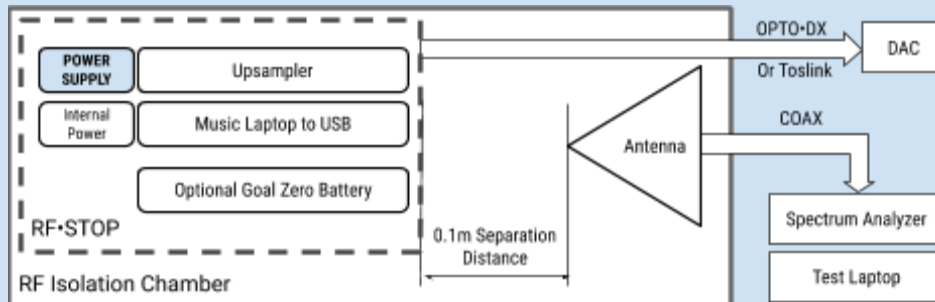 POWER
SUPPLY
Upsampler
Internal
Power
Music Laptop to USB
Optional Goal Zero Battery
RF•STOP
RF Isolation Chamber
0.1m Separation
Distance
Antenna
OPTO•DX
Or Toslink
DAC
COAX
Spectrum Analyzer
Test Laptop